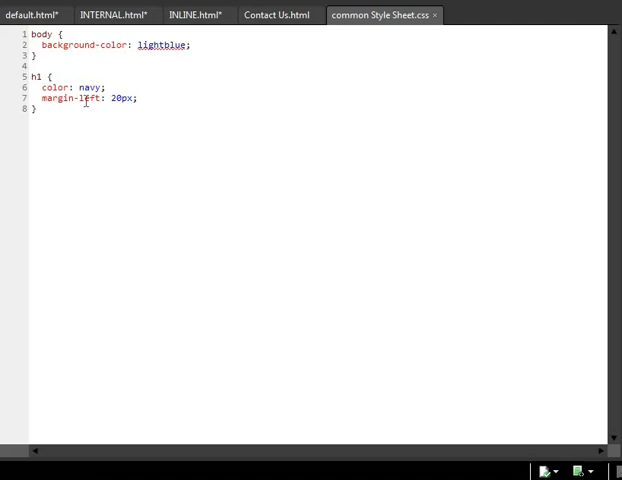 default.html* INTERNAL.html* INLINE.html* Contact Us.html common Style Sheet.css ×
1 body {
2 background-color: lightblue;
3 }
4
5 h1 {
6 color: navy;
7 margin-left: 20px;
8 }